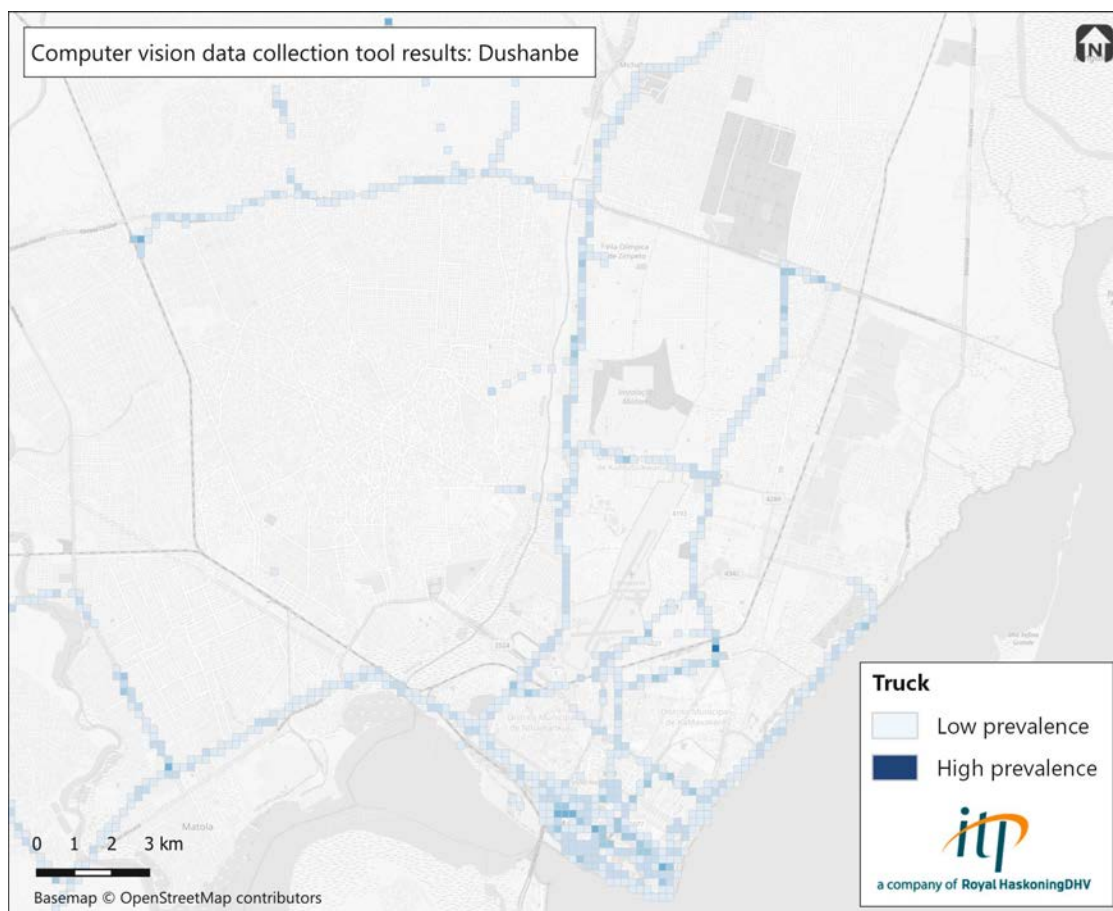 Computer vision data collection tool results: Dushanbe
N
Matola
Truck
Low prevalence
High prevalence
0 1 2 3 km
itp
a company of Royal HaskoningDHV
Basemap © OpenStreetMap contributors